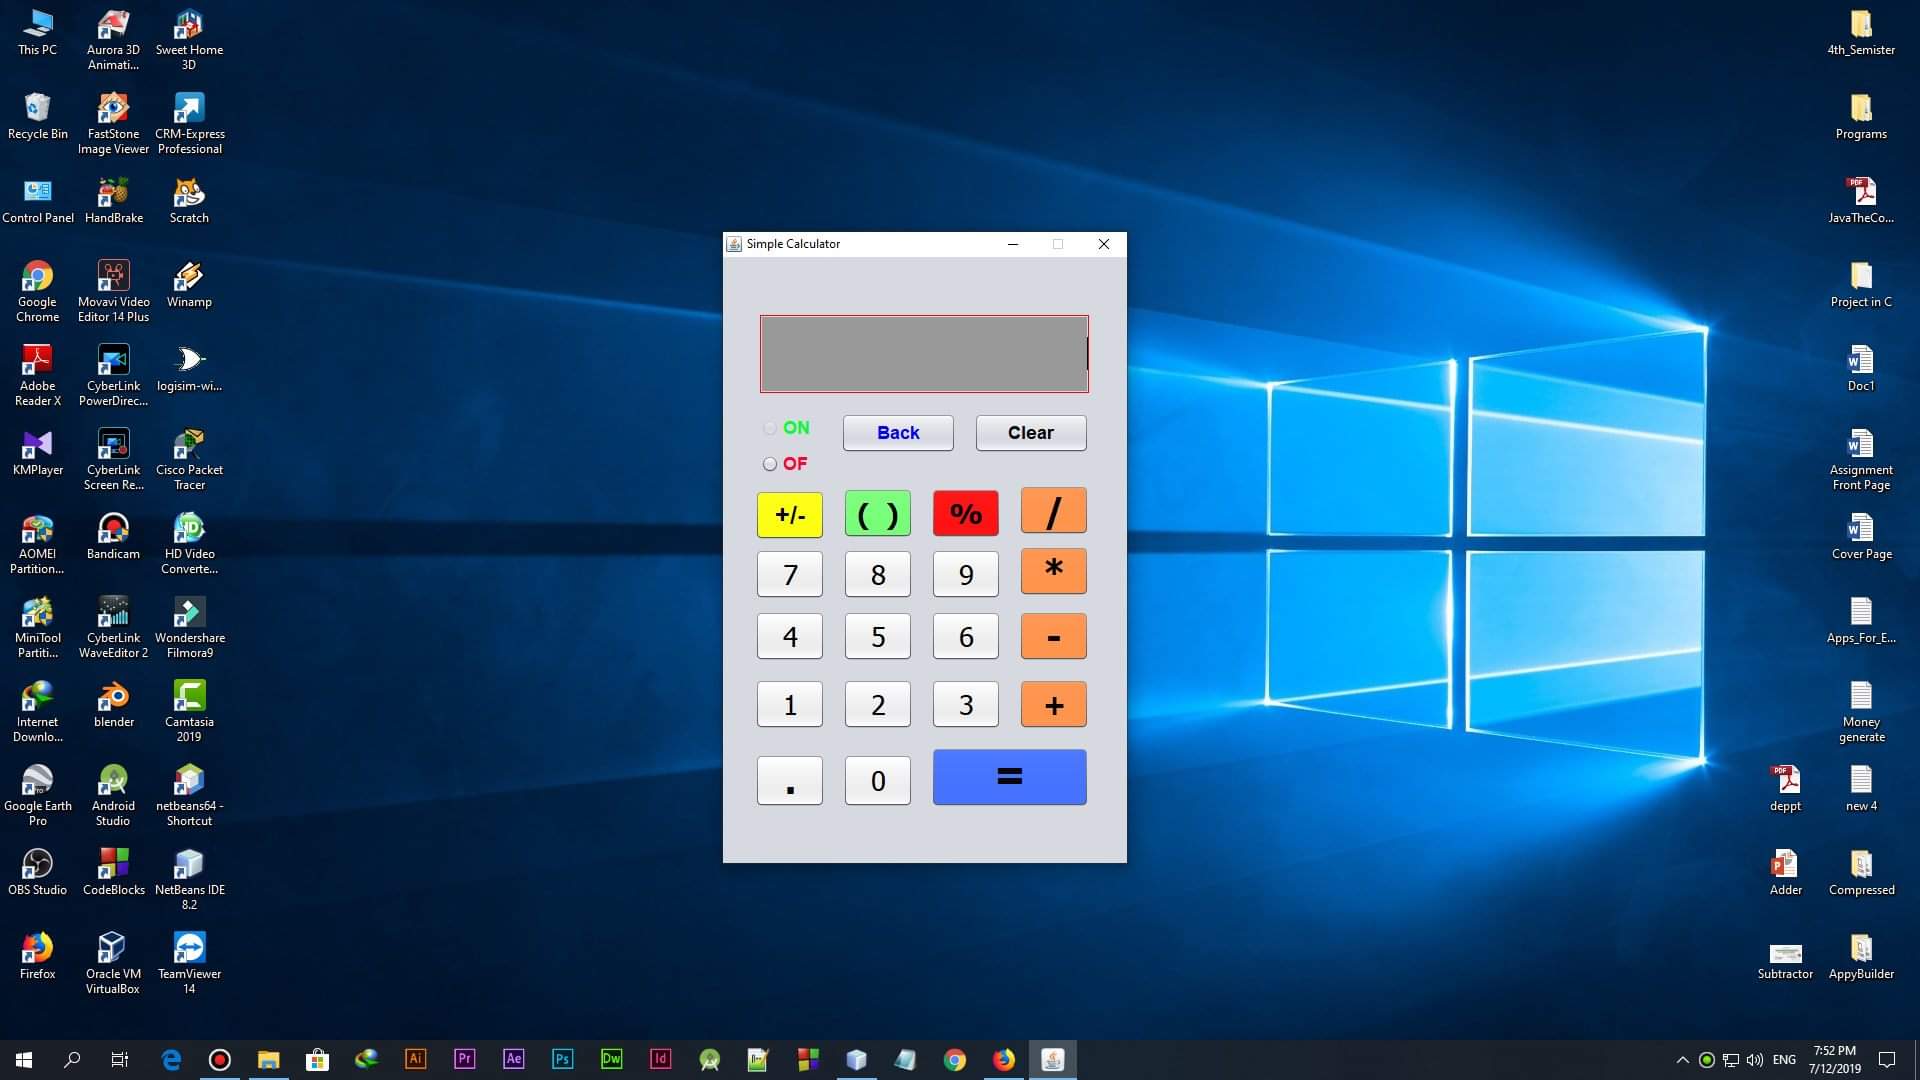 This PC
Aurora 3D
Animati...
Sweet Home
3D
Recycle Bin
FastStone
Image Viewer
CRM-Express
Professional
Control Panel
HandBrake
Scratch
Google
Chrome
Movavi Video
Editor 14 Plus
Winamp
Adobe
Reader X
CyberLink
PowerDirec...
logisim-wi...
KMPlayer
CyberLink
Screen Re...
Cisco Packet
Tracer
AOMEI
Partition...
Bandicam
HD Video
Converte...
MiniTool
Partiti...
CyberLink
WaveEditor 2
Wondershare
Filmora9
Internet
Downlo...
blender
Camtasia
2019
Google Earth
Pro
Android
Studio
netbeans64 -
Shortcut
OBS Studio
CodeBlocks
NetBeans IDE
8.2
Firefox
Oracle VM
VirtualBox
TeamViewer
14
Simple Calculator
ON
OF
Back
Clear
+/- ( ) % /
7 8 9 *
4 5 6 -
1 2 3 +
. 0 =
4th_Semister
Programs
PDF
JavaTheCo...
Project in C
Doc1
Assignment
Front Page
Cover Page
Apps_For_E...
Money
generate
PDF
deppt
new 4
Adder
Compressed
Subtractor
AppyBuilder
Ai Pr Ae Ps Dw Id
ENG
7:52 PM
7/12/2019